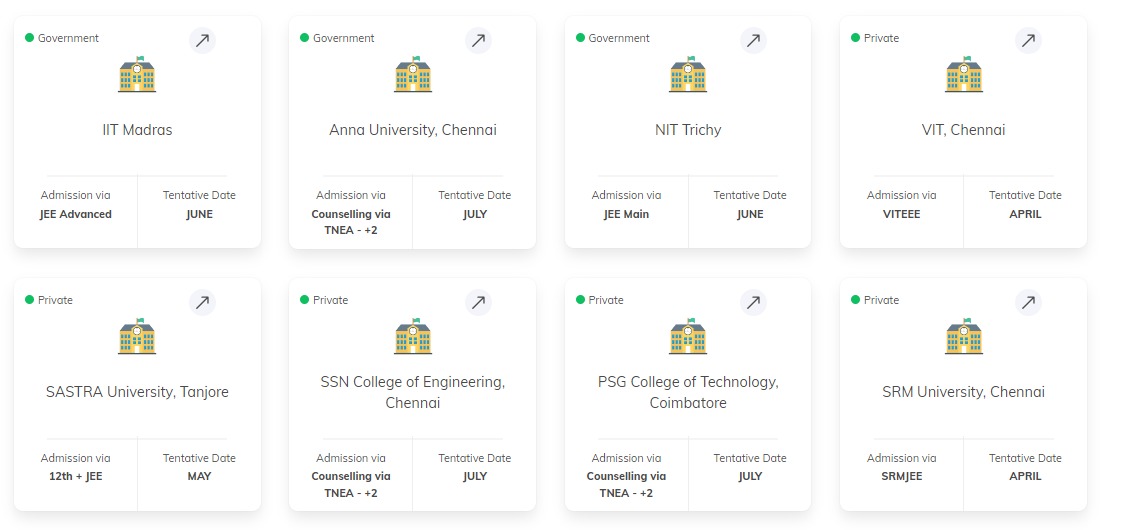 Government
IIT Madras
Admission via
JEE Advanced
Tentative Date
JUNE
Government
Anna University, Chennai
Admission via
Counselling via
TNEA - +2
Tentative Date
JULY
Government
NIT Trichy
Admission via
JEE Main
Tentative Date
JUNE
Private
VIT, Chennai
Admission via
VITEEE
Tentative Date
APRIL
Private
SASTRA University, Tanjore
Admission via
12th + JEE
Tentative Date
MAY
Private
SSN College of Engineering,
Chennai
Admission via
Counselling via
TNEA - +2
Tentative Date
JULY
Private
PSG College of Technology,
Coimbatore
Admission via
Counselling via
TNEA - +2
Tentative Date
JULY
Private
SRM University, Chennai
Admission via
SRMJEE
Tentative Date
APRIL